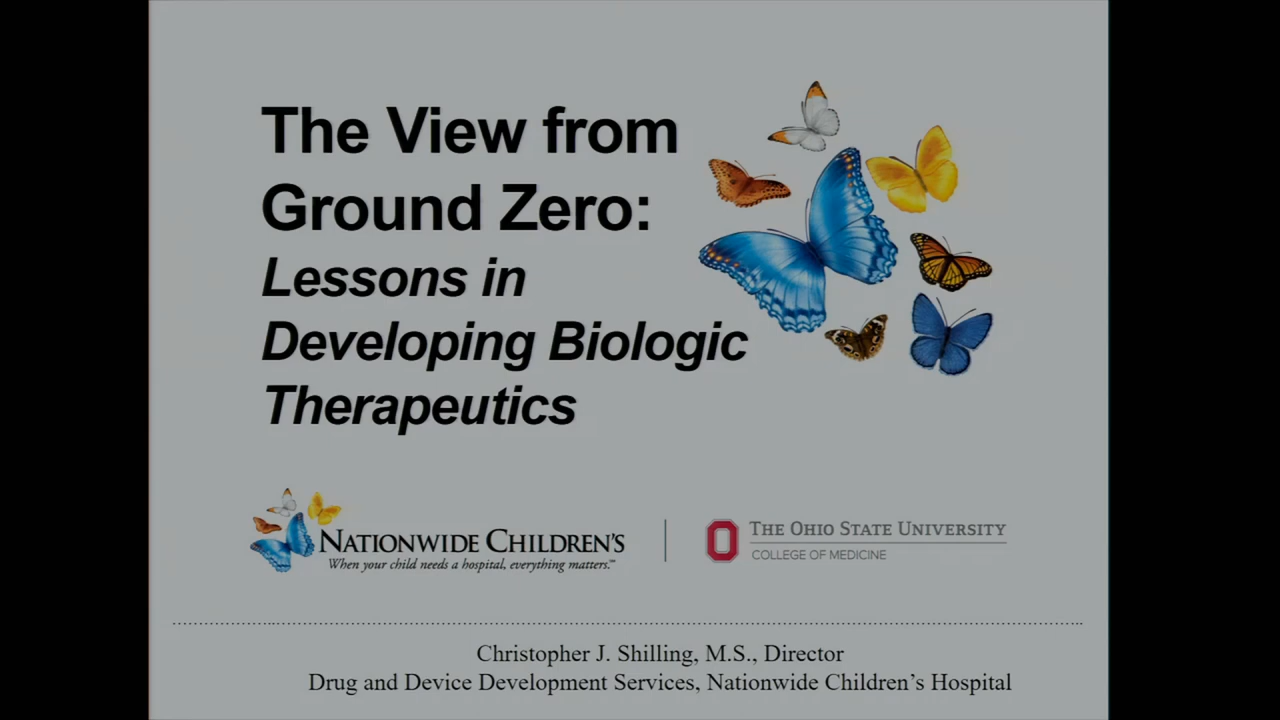 The View from
Ground Zero:
Lessons in
Developing Biologic
Therapeutics
NATIONWIDE CHILDREN'S
When your child needs a hospital, everything matters.℠
THE OHIO STATE UNIVERSITY
COLLEGE OF MEDICINE
Christopher J. Shilling, M.S., Director
Drug and Device Development Services, Nationwide Children’s Hospital